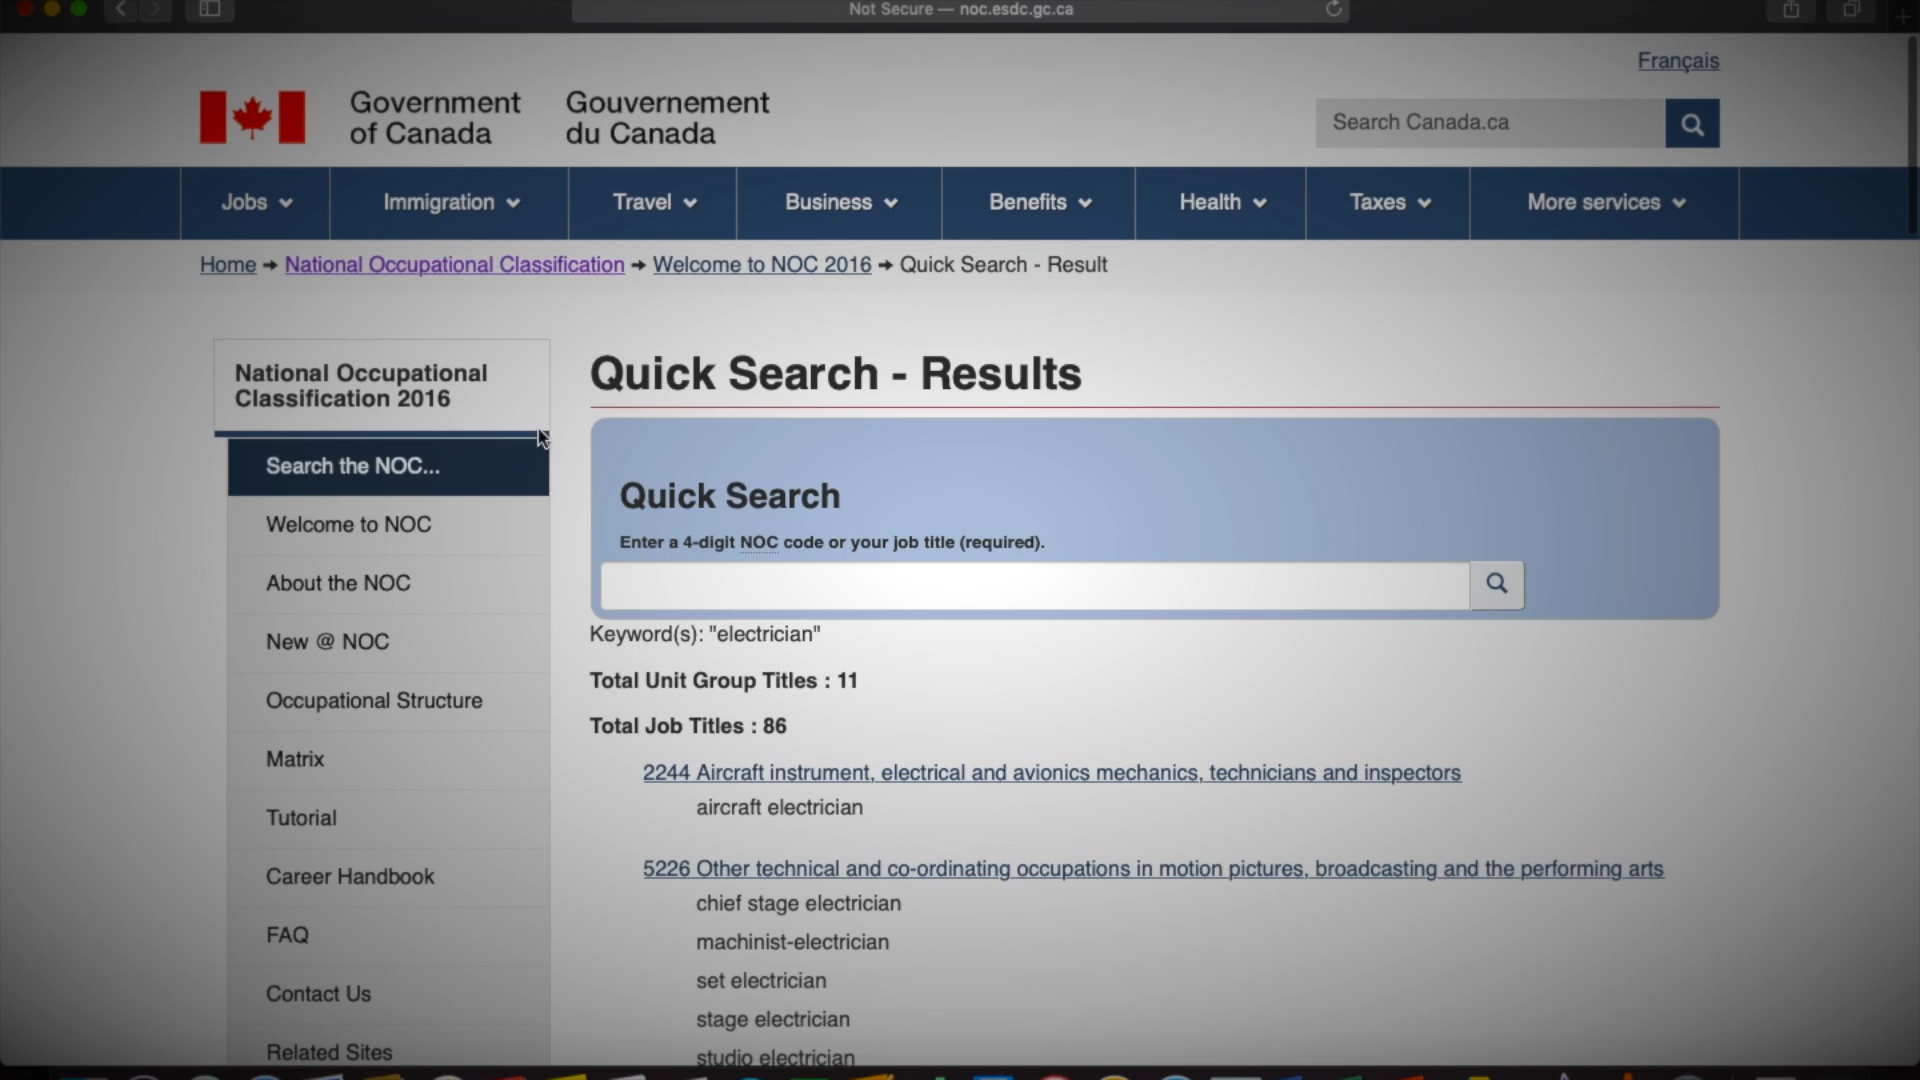 Not Secure — noc.esdc.gc.ca
Français
Government of Canada
Gouvernement du Canada
Search Canada.ca
Jobs Immigration Travel Business Benefits Health Taxes More services
Home → National Occupational Classification → Welcome to NOC 2016 → Quick Search - Result
National Occupational
Classification 2016
Search the NOC...
Welcome to NOC
About the NOC
New @ NOC
Occupational Structure
Matrix
Tutorial
Career Handbook
FAQ
Contact Us
Related Sites
Quick Search - Results
Quick Search
Enter a 4-digit NOC code or your job title (required).
Keyword(s): "electrician"
Total Unit Group Titles : 11
Total Job Titles : 86
2244 Aircraft instrument, electrical and avionics mechanics, technicians and inspectors
aircraft electrician
5226 Other technical and co-ordinating occupations in motion pictures, broadcasting and the performing arts
chief stage electrician
machinist-electrician
set electrician
stage electrician
studio electrician